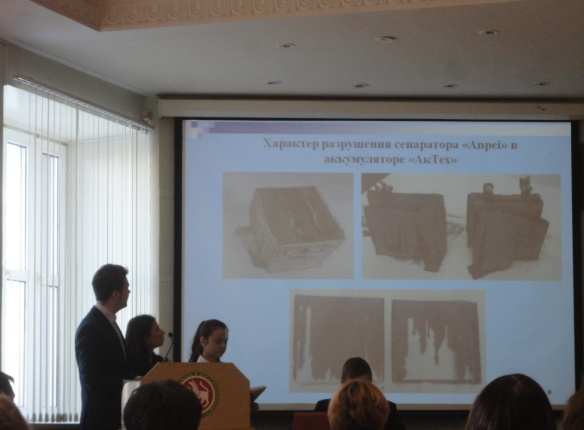 Характер разрушения сепаратора «Anpei» в
аккумуляторе «АкТех»